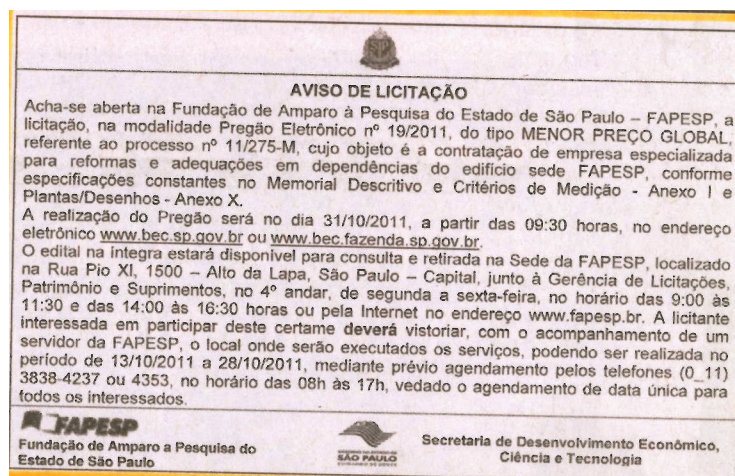 AVISO DE LICITAÇÃO
Acha-se aberta na Fundação de Amparo à Pesquisa do Estado de São Paulo – FAPESP, a
licitação, na modalidade Pregão Eletrônico nº 19/2011, do tipo MENOR PREÇO GLOBAL,
referente ao processo nº 11/275-M, cujo objeto é a contratação de empresa especializada
para reformas e adequações em dependências do edifício sede FAPESP, conforme
especificações constantes no Memorial Descritivo e Critérios de Medição - Anexo I e
Plantas/Desenhos - Anexo X.
A realização do Pregão será no dia 31/10/2011, a partir das 09:30 horas, no endereço
eletrônico www.bec.sp.gov.br ou www.bec.fazenda.sp.gov.br.
O edital na íntegra estará disponível para consulta e retirada na Sede da FAPESP, localizado
na Rua Pio XI, 1500 – Alto da Lapa, São Paulo – Capital, junto à Gerência de Licitações,
Patrimônio e Suprimentos, no 4º andar, de segunda a sexta-feira, no horário das 9:00 às
11:30 e das 14:00 às 16:30 horas ou pela Internet no endereço www.fapesp.br. A licitante
interessada em participar deste certame deverá vistoriar, com o acompanhamento de um
servidor da FAPESP, o local onde serão executados os serviços, podendo ser realizada no
período de 13/10/2011 a 28/10/2011, mediante prévio agendamento pelos telefones (0_11)
3838-4237 ou 4353, no horário das 08h às 17h, vedado o agendamento de data única para
todos os interessados.
FAPESP
Fundação de Amparo a Pesquisa do
Estado de São Paulo
SÃO PAULO
Secretaria de Desenvolvimento Econômico,
Ciência e Tecnologia